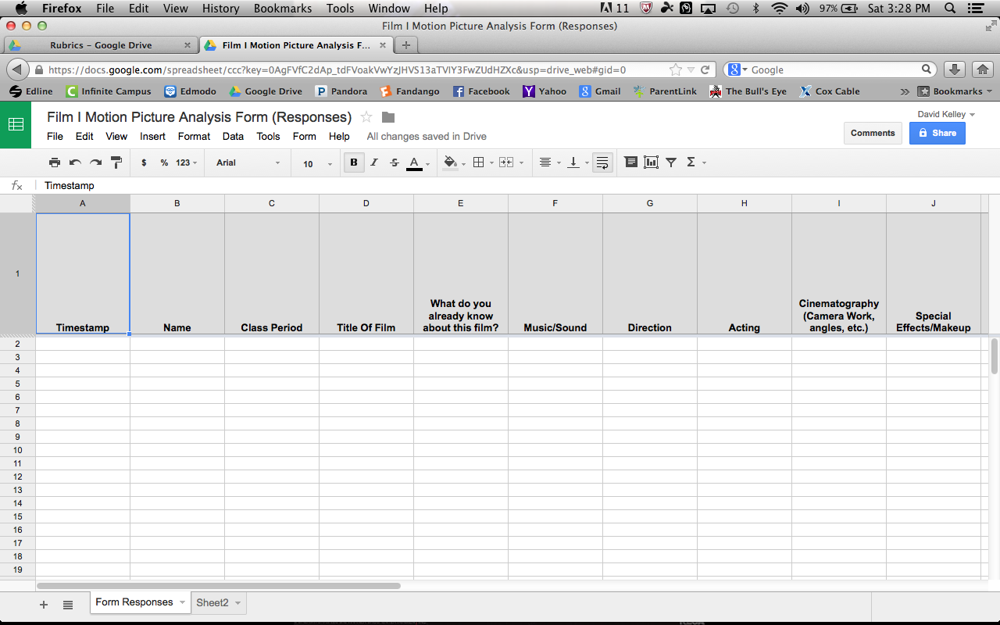 Firefox File Edit View History Bookmarks Tools Window Help 11 97% Sat 3:28 PM
Film I Motion Picture Analysis Form (Responses)
Rubrics – Google Drive × Film I Motion Picture Analysis F... × +
https://docs.google.com/spreadsheet/ccc?key=0AgFVfC2dAp_tdFVoakVwYzJHVS13aTVlY3FwZUdHZXc&usp=drive_web#gid=0 Google
Edline Infinite Campus Edmodo Google Drive Pandora Fandango Facebook Yahoo Gmail ParentLink The Bull's Eye Cox Cable » Bookmarks
Film I Motion Picture Analysis Form (Responses) David Kelley
File Edit View Insert Format Data Tools Form Help All changes saved in Drive Comments Share
$ % 123 Arial 10 B I S A Σ
fx Timestamp
A B C D E F G H I J
1 Timestamp Name Class Period Title Of Film What do you already know about this film? Music/Sound Direction Acting Cinematography (Camera Work, angles, etc.) Special Effects/Makeup
2
3
4
5
6
7
8
9
10
11
12
13
14
15
16
17
18
19
+ Form Responses Sheet2